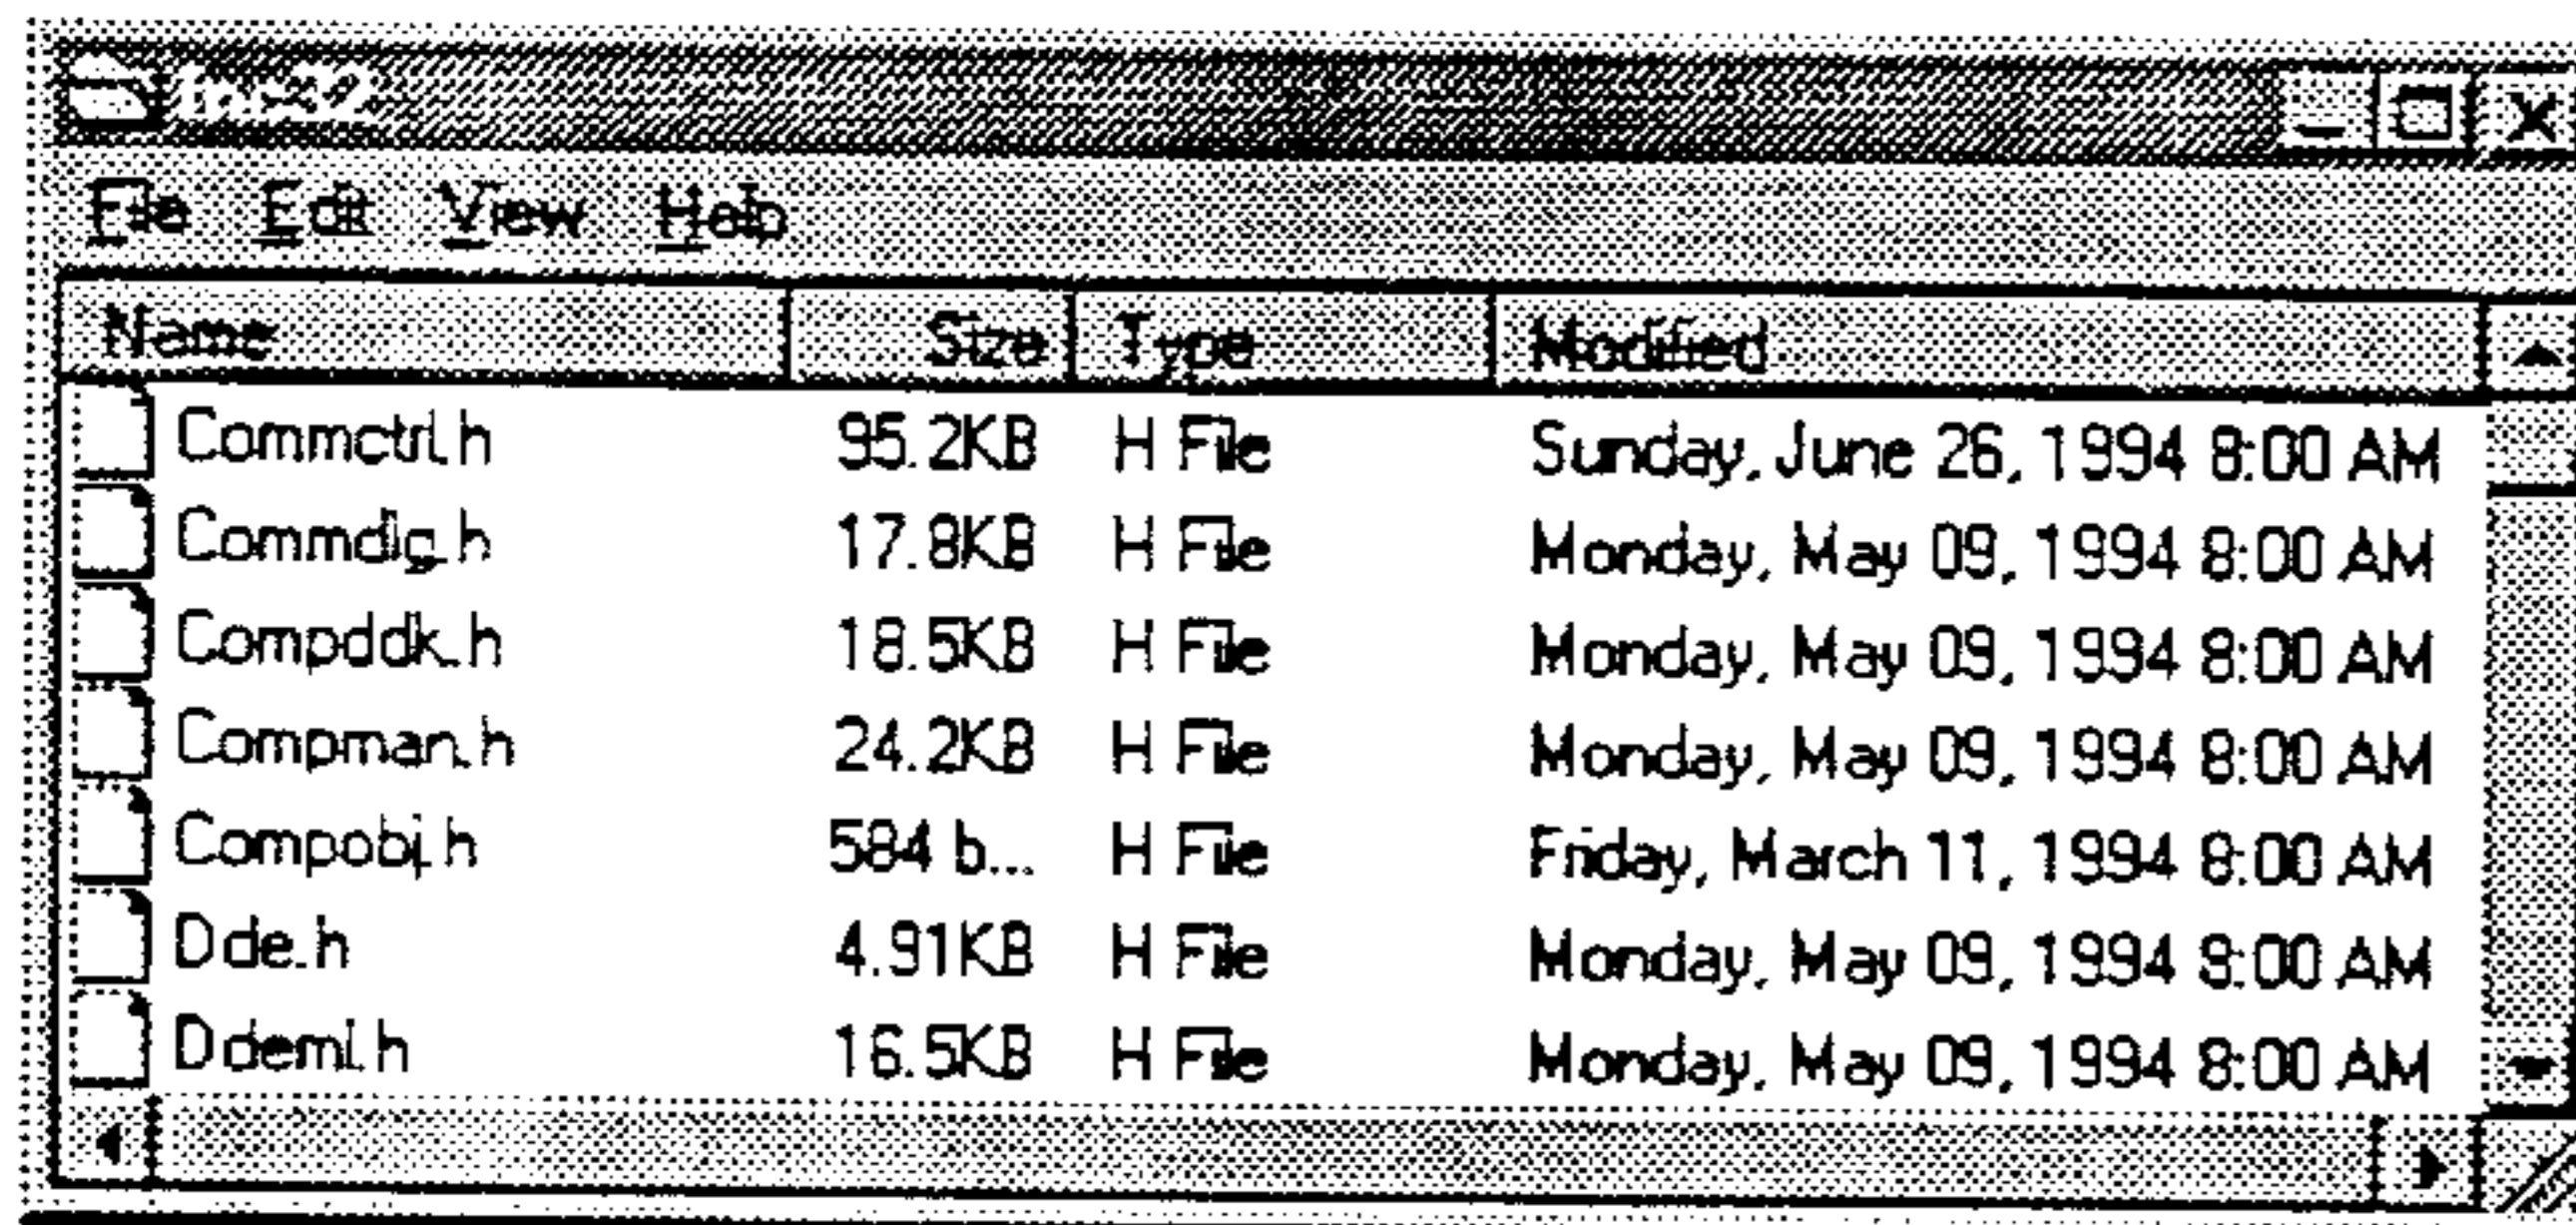 File Edit View Help
Name Size Type Modified
Commctrl.h 95.2KB H File Sunday, June 26, 1994 8:00 AM
Commdlg.h 17.8KB H File Monday, May 09, 1994 8:00 AM
Compddk.h 18.5KB H File Monday, May 09, 1994 8:00 AM
Compman.h 24.2KB H File Monday, May 09, 1994 8:00 AM
Compobj.h 584 b... H File Friday, March 11, 1994 8:00 AM
Dde.h 4.91KB H File Monday, May 09, 1994 8:00 AM
Ddeml.h 16.5KB H File Monday, May 09, 1994 8:00 AM